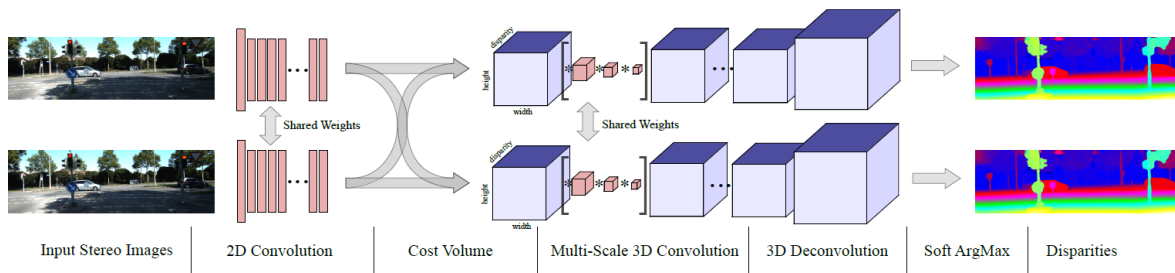 disparity
height
width
Shared Weights
Shared Weights
disparity
height
width
Input Stereo Images
2D Convolution
Cost Volume
Multi-Scale 3D Convolution
3D Deconvolution
Soft ArgMax
Disparities